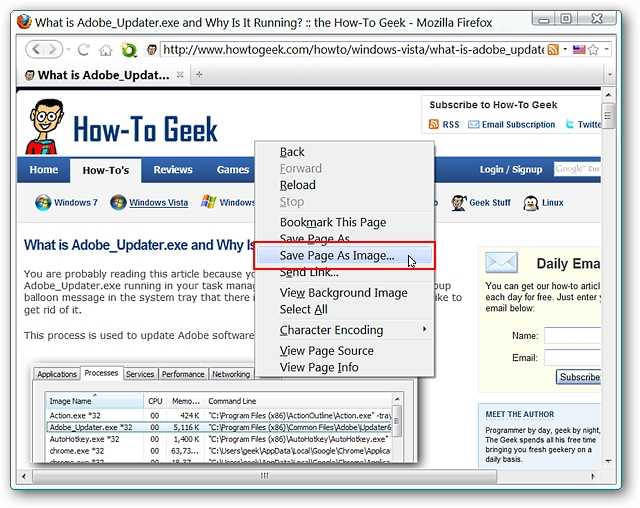 What is Adobe_Updater.exe and Why Is It Running? :: the How-To Geek - Mozilla Firefox
http://www.howtogeek.com/howto/windows-vista/what-is-adobe_update
What is Adobe_Updat...
How-To Geek
Subscribe to How-To Geek
RSS Email Subscription Twitte
Home How-To's Reviews Games Login / Signup Google
Windows 7 Windows Vista Windows Geek Stuff Linux
Back
Forward
Reload
Stop
Bookmark This Page
Save Page As
Save Page As Image...
Send Link...
View Background Image
Select All
Character Encoding
View Page Source
View Page Info
What is Adobe_Updater.exe and Why Is
You are probably reading this article because yo
Adobe_Updater.exe running in your task manag oup
balloon message in the system tray that there i ke to
get rid of it.
This process is used to update Adobe software
Applications Processes Services Performance Networking
Image Name CPU Memo... Command Line
Action.exe *32 00 424 K "C:\Program Files (x86)\ActionOutline\Action.exe" -tray
Adobe_Updater.exe *32 00 5,116 K "C:\Program Files (x86)\Common Files\Adobe\Updater6
AutoHotkey.exe *32 00 1,400 K "C:\Program Files (x86)\AutoHotkey\AutoHotkey.exe"
chrome.exe *32 00 63,73... "C:\Users\geek\AppData\Local\Google\Chrome\Applicat
Daily Ema
You can get our how-to article
each day for free. Just enter y
email below:
Name:
Email:
Subscribe
MEET THE AUTHOR
Programmer by day, geek by night,
The Geek spends all his free time
bringing you fresh geekery on a
daily basis.